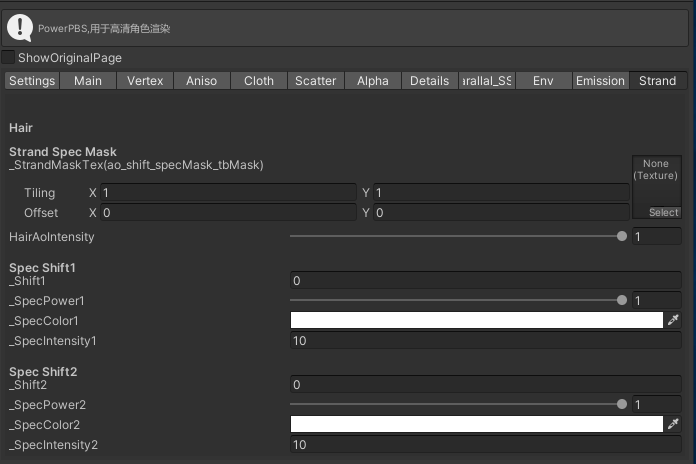 PowerPBS,用于高清角色渲染
ShowOriginalPage
Settings Main Vertex Aniso Cloth Scatter Alpha Details arallal_SS Env Emission Strand
Hair
Strand Spec Mask
_StrandMaskTex(ao_shift_specMask_tbMask)
None
(Texture)
Select
Tiling X 1 Y 1
Offset X 0 Y 0
HairAoIntensity 1
Spec Shift1
_Shift1 0
_SpecPower1 1
_SpecColor1
_SpecIntensity1 10
Spec Shift2
_Shift2 0
_SpecPower2 1
_SpecColor2
_SpecIntensity2 10